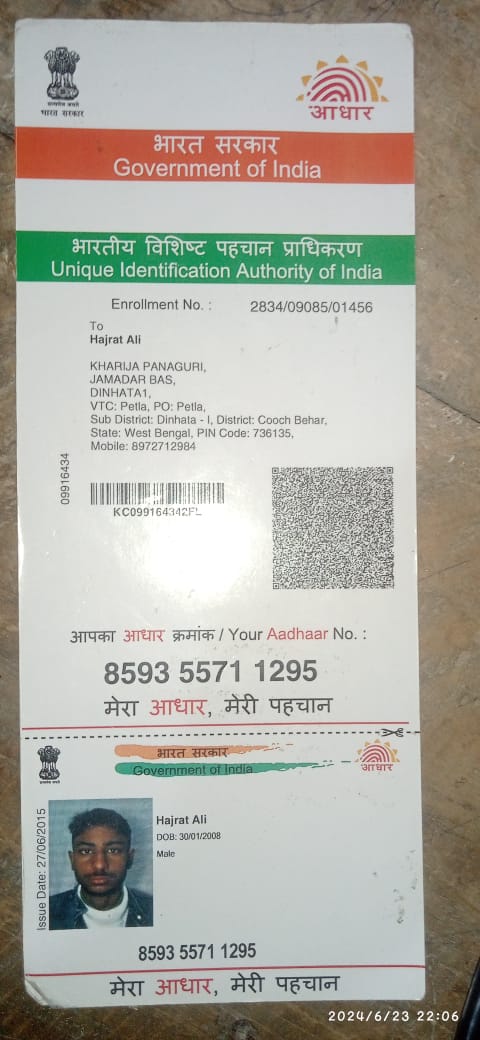 सत्यमेव जयते
भारत सरकार
आधार
भारत सरकार
Government of India
भारतीय विशिष्ट पहचान प्राधिकरण
Unique Identification Authority of India
Enrollment No. : 2834/09085/01456
To
Hajrat Ali
KHARIJA PANAGURI,
JAMADAR BAS,
DINHATA1,
VTC: Petla, PO: Petla,
Sub District: Dinhata - I, District: Cooch Behar,
State: West Bengal, PIN Code: 736135,
Mobile: 8972712984
09916434
KC099164342FL
आपका आधार क्रमांक / Your Aadhaar No. :
8593 5571 1295
मेरा आधार, मेरी पहचान
भारत सरकार
Government of India
आधार
Issue Date: 27/06/2015
Hajrat Ali
DOB: 30/01/2008
Male
8593 5571 1295
मेरा आधार, मेरी पहचान
2024/6/23 22:06